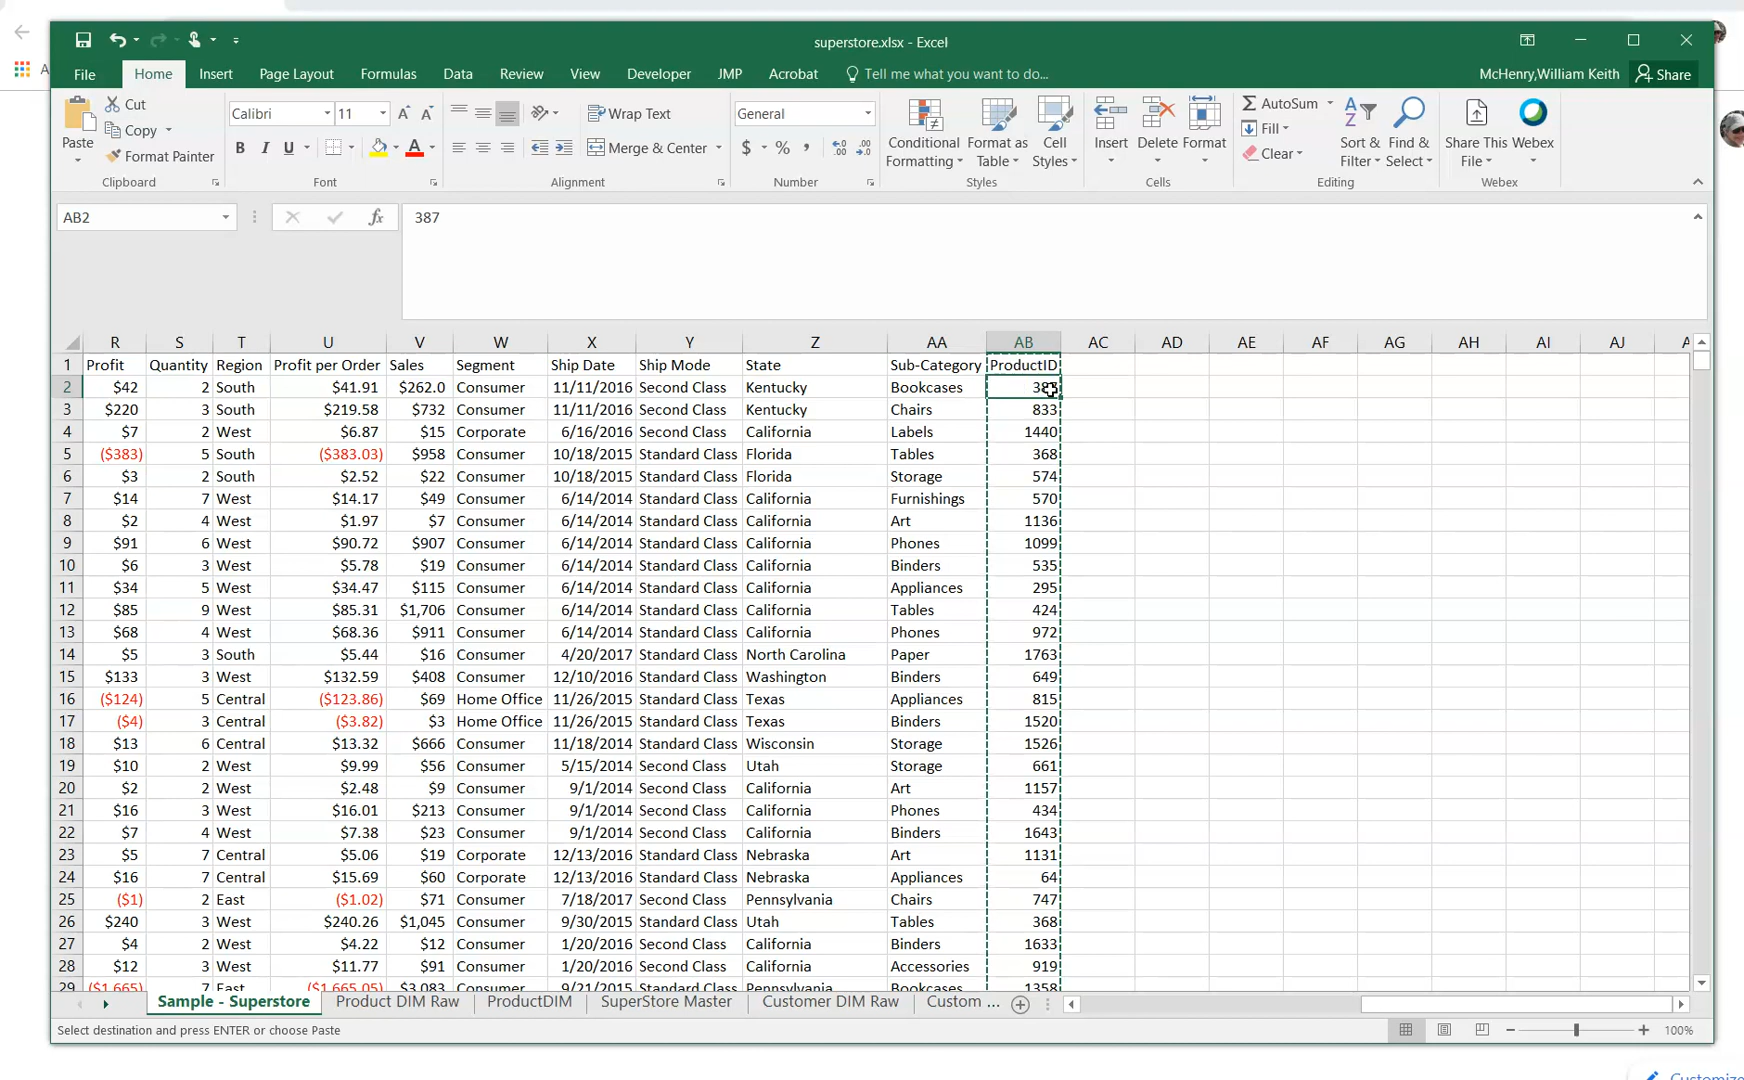 superstore.xlsx - Excel
File Home Insert Page Layout Formulas Data Review View Developer JMP Acrobat Tell me what you want to do... McHenry,William Keith Share
Paste Cut Copy Format Painter Clipboard
Calibri 11 B I U A Font
Wrap Text Merge & Center Alignment
General $ % , Number
Conditional Formatting Format as Table Cell Styles Styles
Insert Delete Format Cells
AutoSum Fill Clear Sort & Filter Find & Select Editing
Share This File Webex Webex
AB2 fx 387
R S T U V W X Y Z AA AB AC AD AE AF AG AH AI AJ
1 Profit Quantity Region Profit per Order Sales Segment Ship Date Ship Mode State Sub-Category ProductID
2 $42 2 South $41.91 $262.0 Consumer 11/11/2016 Second Class Kentucky Bookcases
3 $220 3 South $219.58 $732 Consumer 11/11/2016 Second Class Kentucky Chairs 833
4 $7 2 West $6.87 $15 Corporate 6/16/2016 Second Class California Labels 1440
5 ($383) 5 South ($383.03) $958 Consumer 10/18/2015 Standard Class Florida Tables 368
6 $3 2 South $2.52 $22 Consumer 10/18/2015 Standard Class Florida Storage 574
7 $14 7 West $14.17 $49 Consumer 6/14/2014 Standard Class California Furnishings 570
8 $2 4 West $1.97 $7 Consumer 6/14/2014 Standard Class California Art 1136
9 $91 6 West $90.72 $907 Consumer 6/14/2014 Standard Class California Phones 1099
10 $6 3 West $5.78 $19 Consumer 6/14/2014 Standard Class California Binders 535
11 $34 5 West $34.47 $115 Consumer 6/14/2014 Standard Class California Appliances 295
12 $85 9 West $85.31 $1,706 Consumer 6/14/2014 Standard Class California Tables 424
13 $68 4 West $68.36 $911 Consumer 6/14/2014 Standard Class California Phones 972
14 $5 3 South $5.44 $16 Consumer 4/20/2017 Standard Class North Carolina Paper 1763
15 $133 3 West $132.59 $408 Consumer 12/10/2016 Standard Class Washington Binders 649
16 ($124) 5 Central ($123.86) $69 Home Office 11/26/2015 Standard Class Texas Appliances 815
17 ($4) 3 Central ($3.82) $3 Home Office 11/26/2015 Standard Class Texas Binders 1520
18 $13 6 Central $13.32 $666 Consumer 11/18/2014 Standard Class Wisconsin Storage 1526
19 $10 2 West $9.99 $56 Consumer 5/15/2014 Second Class Utah Storage 661
20 $2 2 West $2.48 $9 Consumer 9/1/2014 Second Class California Art 1157
21 $16 3 West $16.01 $213 Consumer 9/1/2014 Second Class California Phones 434
22 $7 4 West $7.38 $23 Consumer 9/1/2014 Second Class California Binders 1643
23 $5 7 Central $5.06 $19 Corporate 12/13/2016 Standard Class Nebraska Art 1131
24 $16 7 Central $15.69 $60 Corporate 12/13/2016 Standard Class Nebraska Appliances 64
25 ($1) 2 East ($1.02) $71 Consumer 7/18/2017 Second Class Pennsylvania Chairs 747
26 $240 3 West $240.26 $1,045 Consumer 9/30/2015 Standard Class Utah Tables 368
27 $4 2 West $4.22 $12 Consumer 1/20/2016 Second Class California Binders 1633
28 $12 3 West $11.77 $91 Consumer 1/20/2016 Second Class California Accessories 919
29 ($1,665) 7 East ($1,665.05) $3,083 Consumer 9/21/2015 Standard Class Pennsylvania Bookcases 1358
Sample - Superstore Product DIM Raw ProductDIM SuperStore Master Customer DIM Raw Custom ...
Select destination and press ENTER or choose Paste 100%
Customize